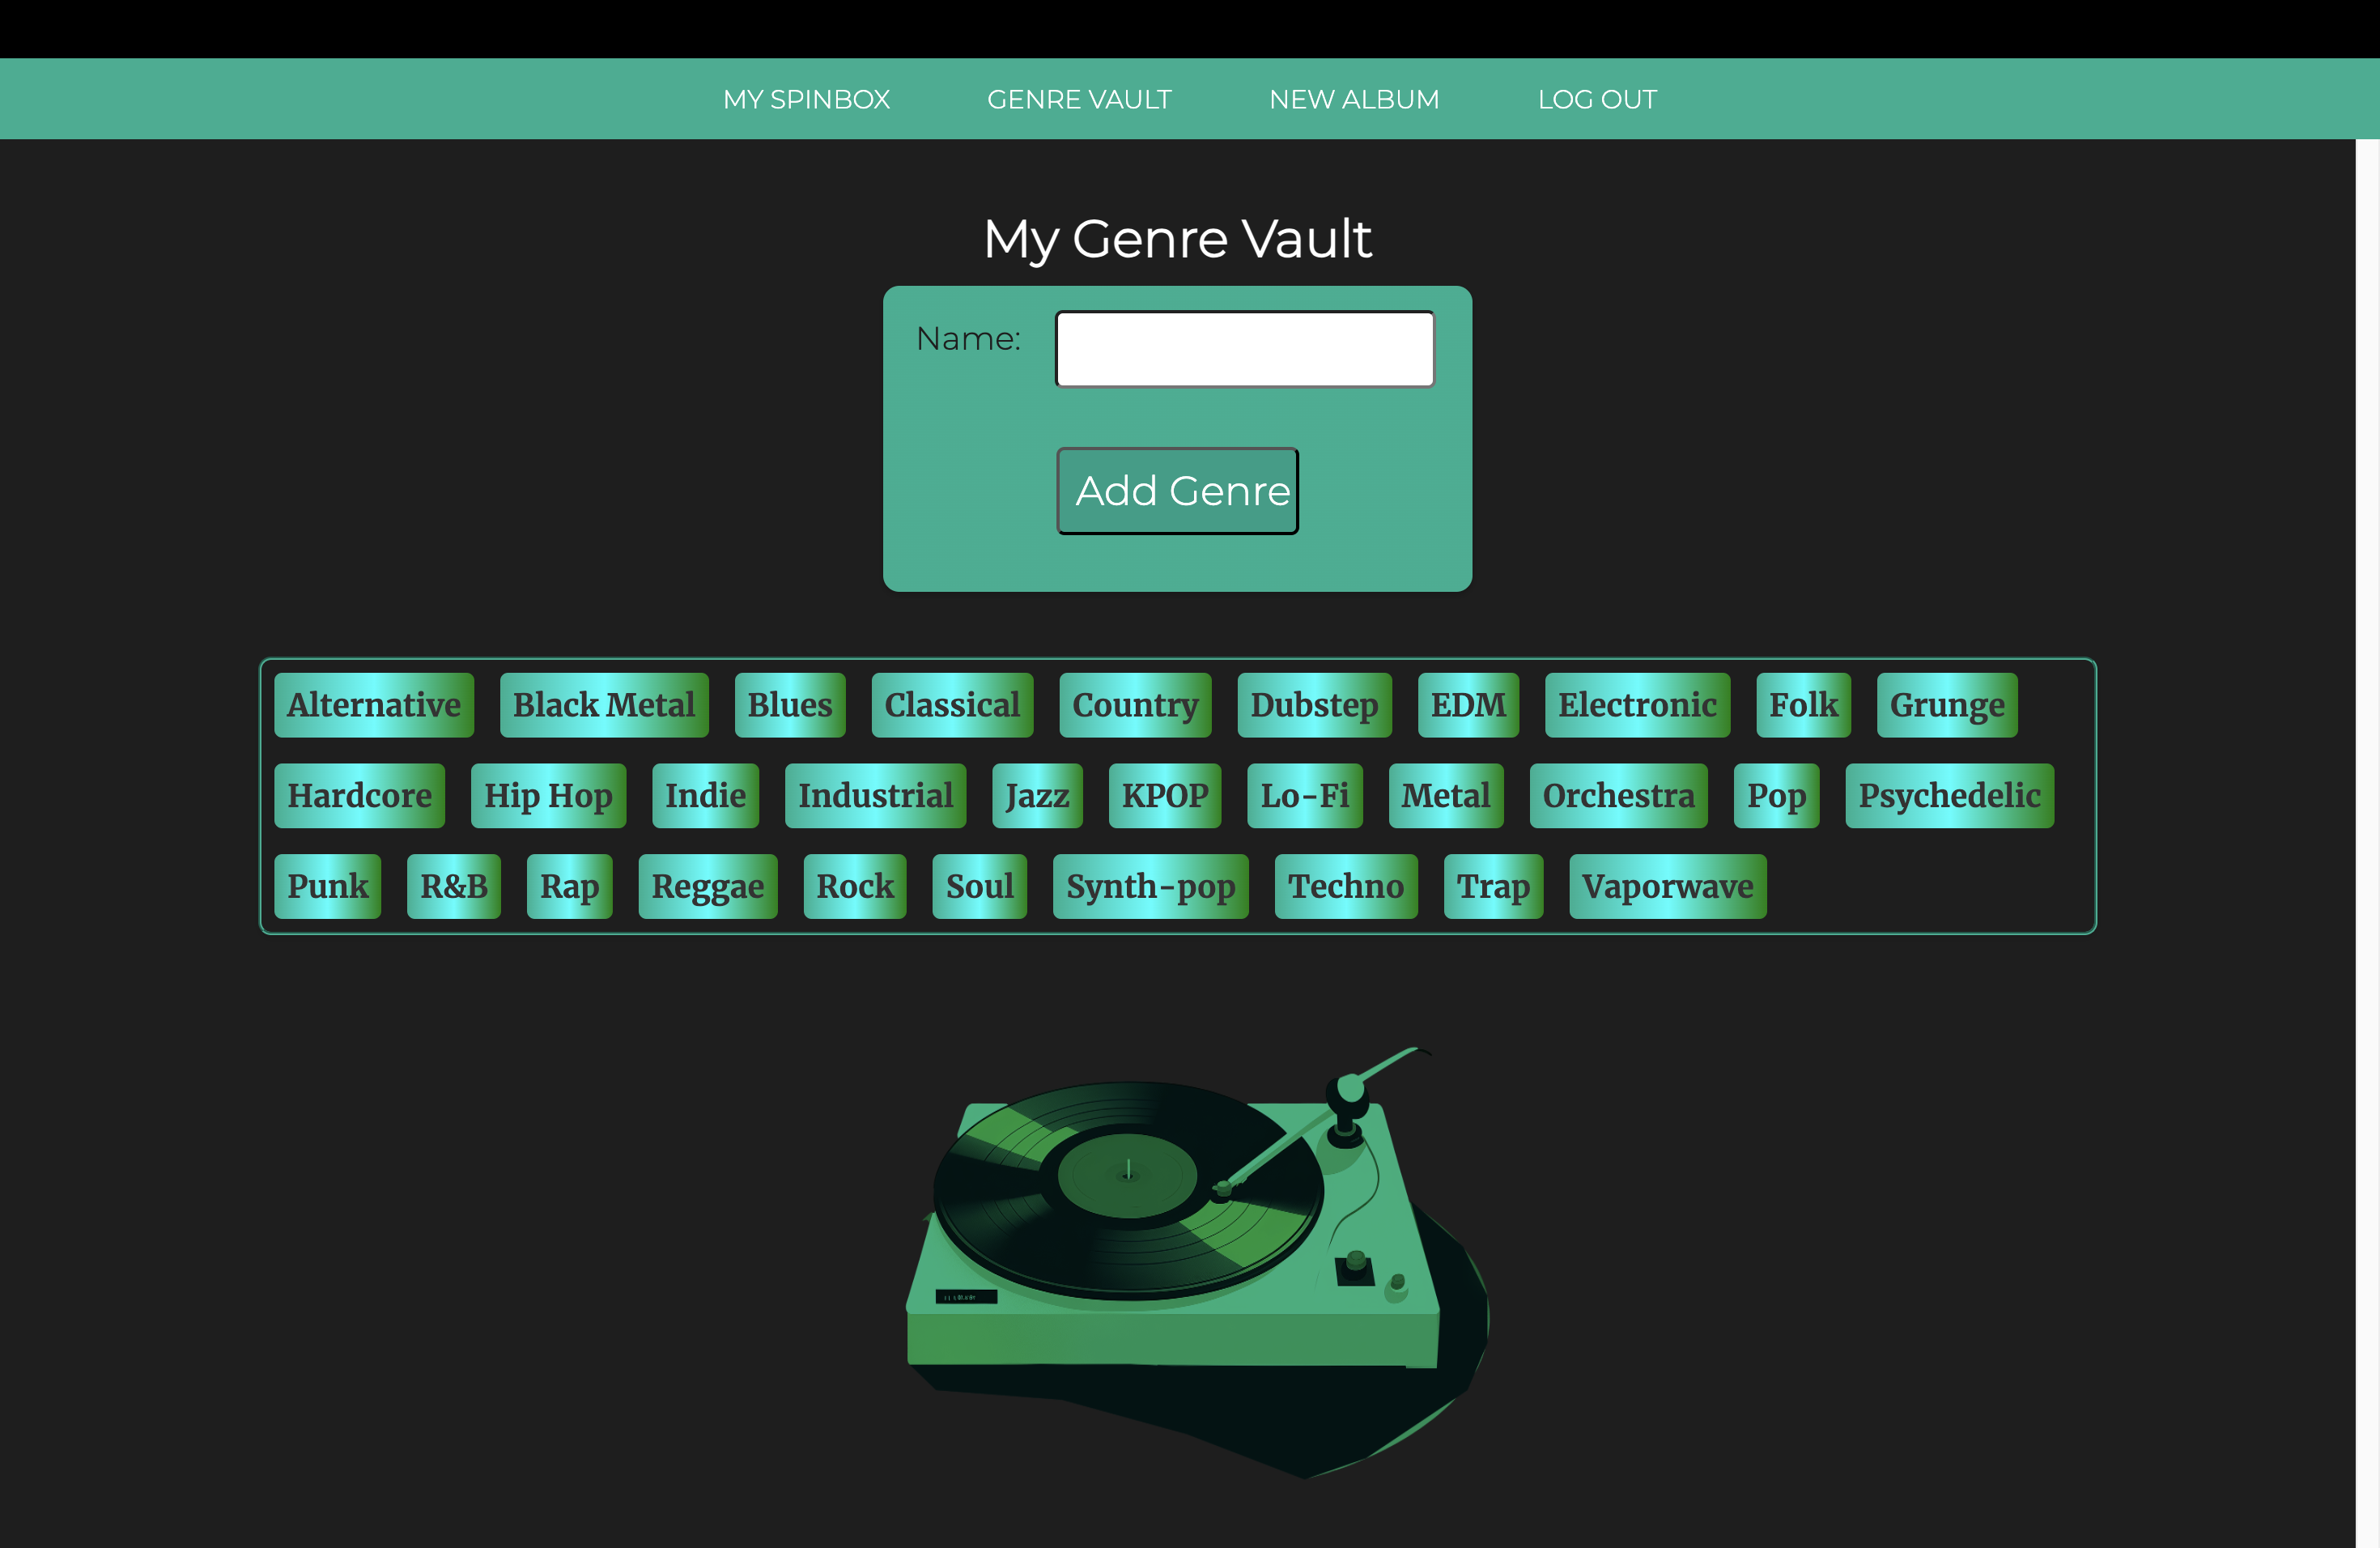 MY SPINBOX GENRE VAULT NEW ALBUM LOG OUT
My Genre Vault
Name:
Add Genre
Alternative Black Metal Blues Classical Country Dubstep EDM Electronic Folk Grunge
Hardcore Hip Hop Indie Industrial Jazz KPOP Lo-Fi Metal Orchestra Pop Psychedelic
Punk R&B Rap Reggae Rock Soul Synth-pop Techno Trap Vaporwave